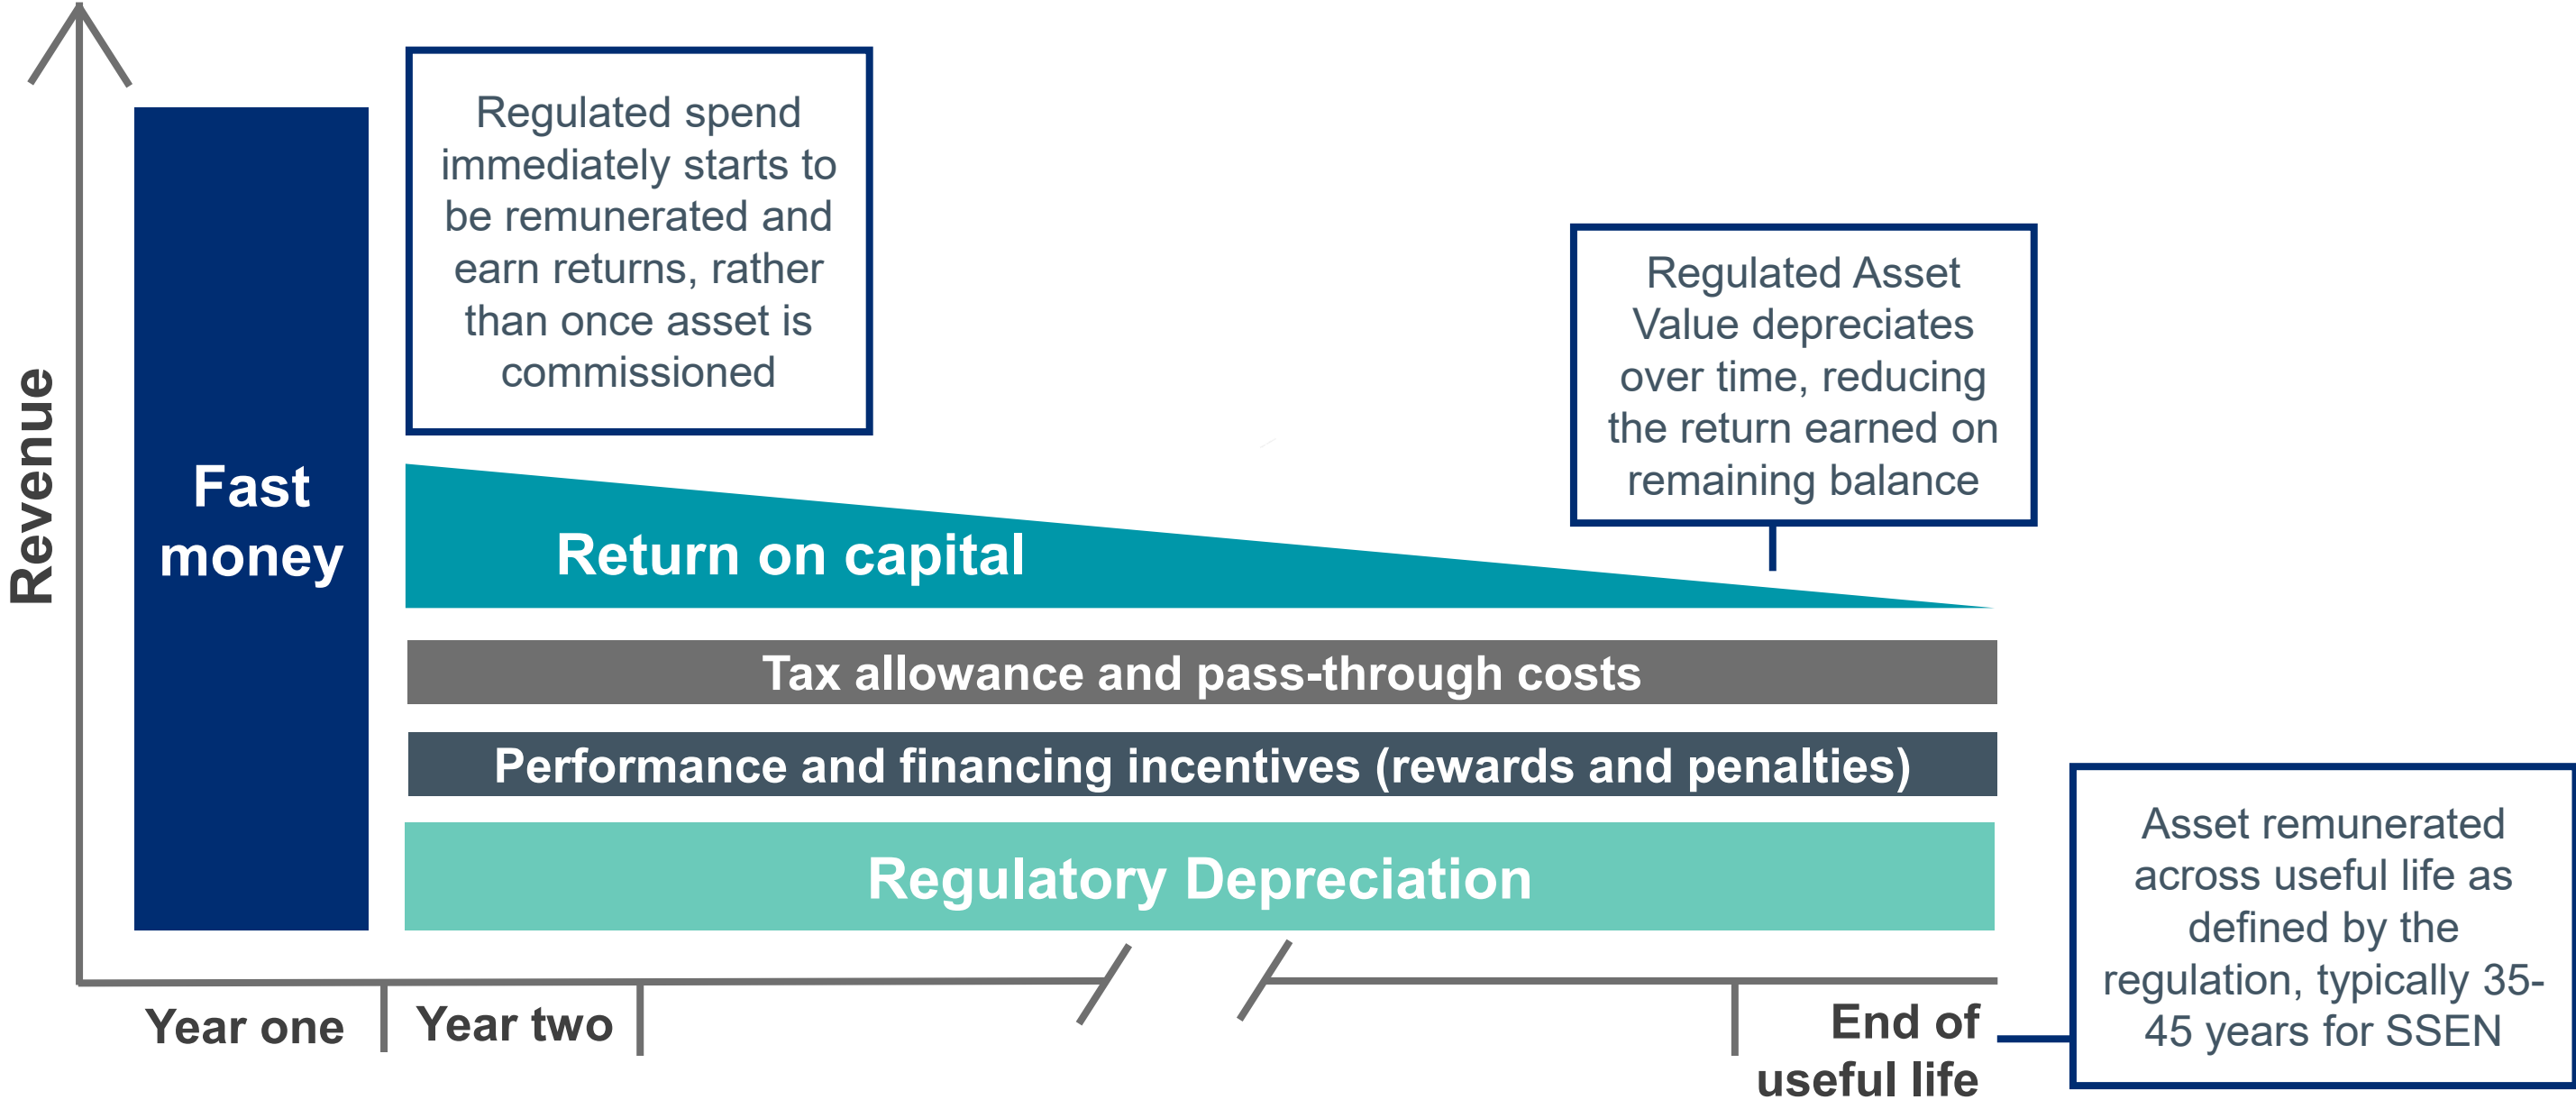 Revenue
Fast
money
Regulated spend
immediately starts to
be remunerated and
earn returns, rather
than once asset is
commissioned
Regulated Asset
Value depreciates
over time, reducing
the return earned on
remaining balance
Return on capital
Tax allowance and pass-through costs
Performance and financing incentives (rewards and penalties)
Regulatory Depreciation
Asset remunerated
across useful life as
defined by the
regulation, typically 35-
45 years for SSEN
Year one
Year two
End of
useful life